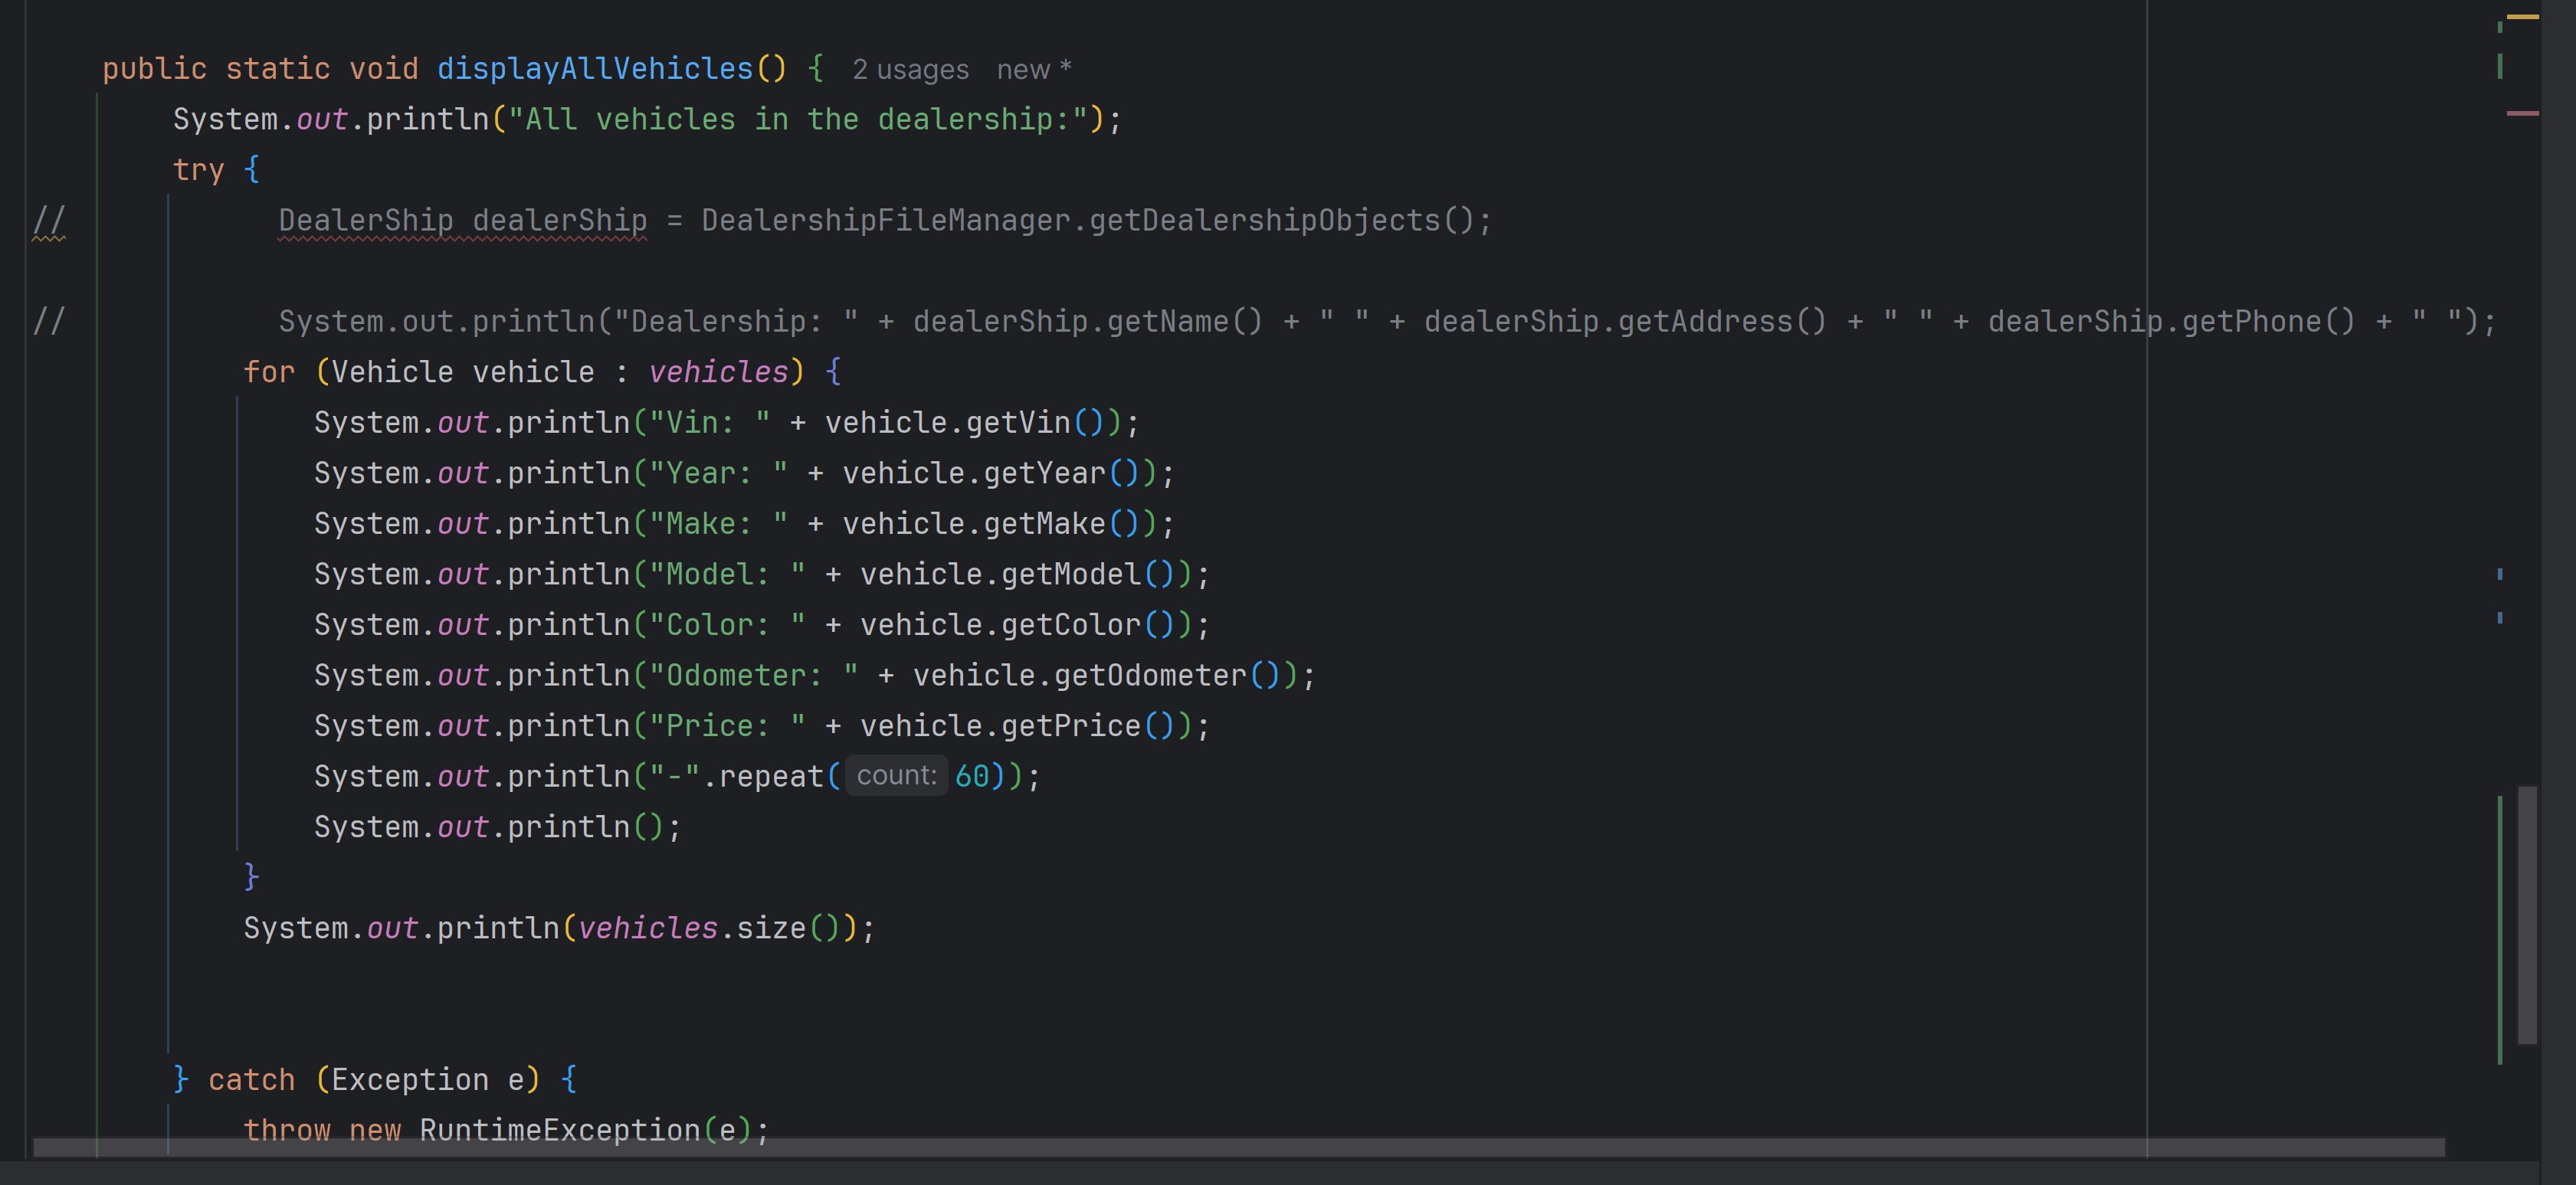 public static void displayAllVehicles() { 2 usages new *
System.out.println("All vehicles in the dealership:");
try {
// DealerShip dealerShip = DealershipFileManager.getDealershipObjects();
// System.out.println("Dealership: " + dealerShip.getName() + " " + dealerShip.getAddress() + " " + dealerShip.getPhone() + " ");
for (Vehicle vehicle : vehicles) {
System.out.println("Vin: " + vehicle.getVin());
System.out.println("Year: " + vehicle.getYear());
System.out.println("Make: " + vehicle.getMake());
System.out.println("Model: " + vehicle.getModel());
System.out.println("Color: " + vehicle.getColor());
System.out.println("Odometer: " + vehicle.getOdometer());
System.out.println("Price: " + vehicle.getPrice());
System.out.println("-".repeat( count: 60));
System.out.println();
}
System.out.println(vehicles.size());
} catch (Exception e) {
throw new RuntimeException(e);